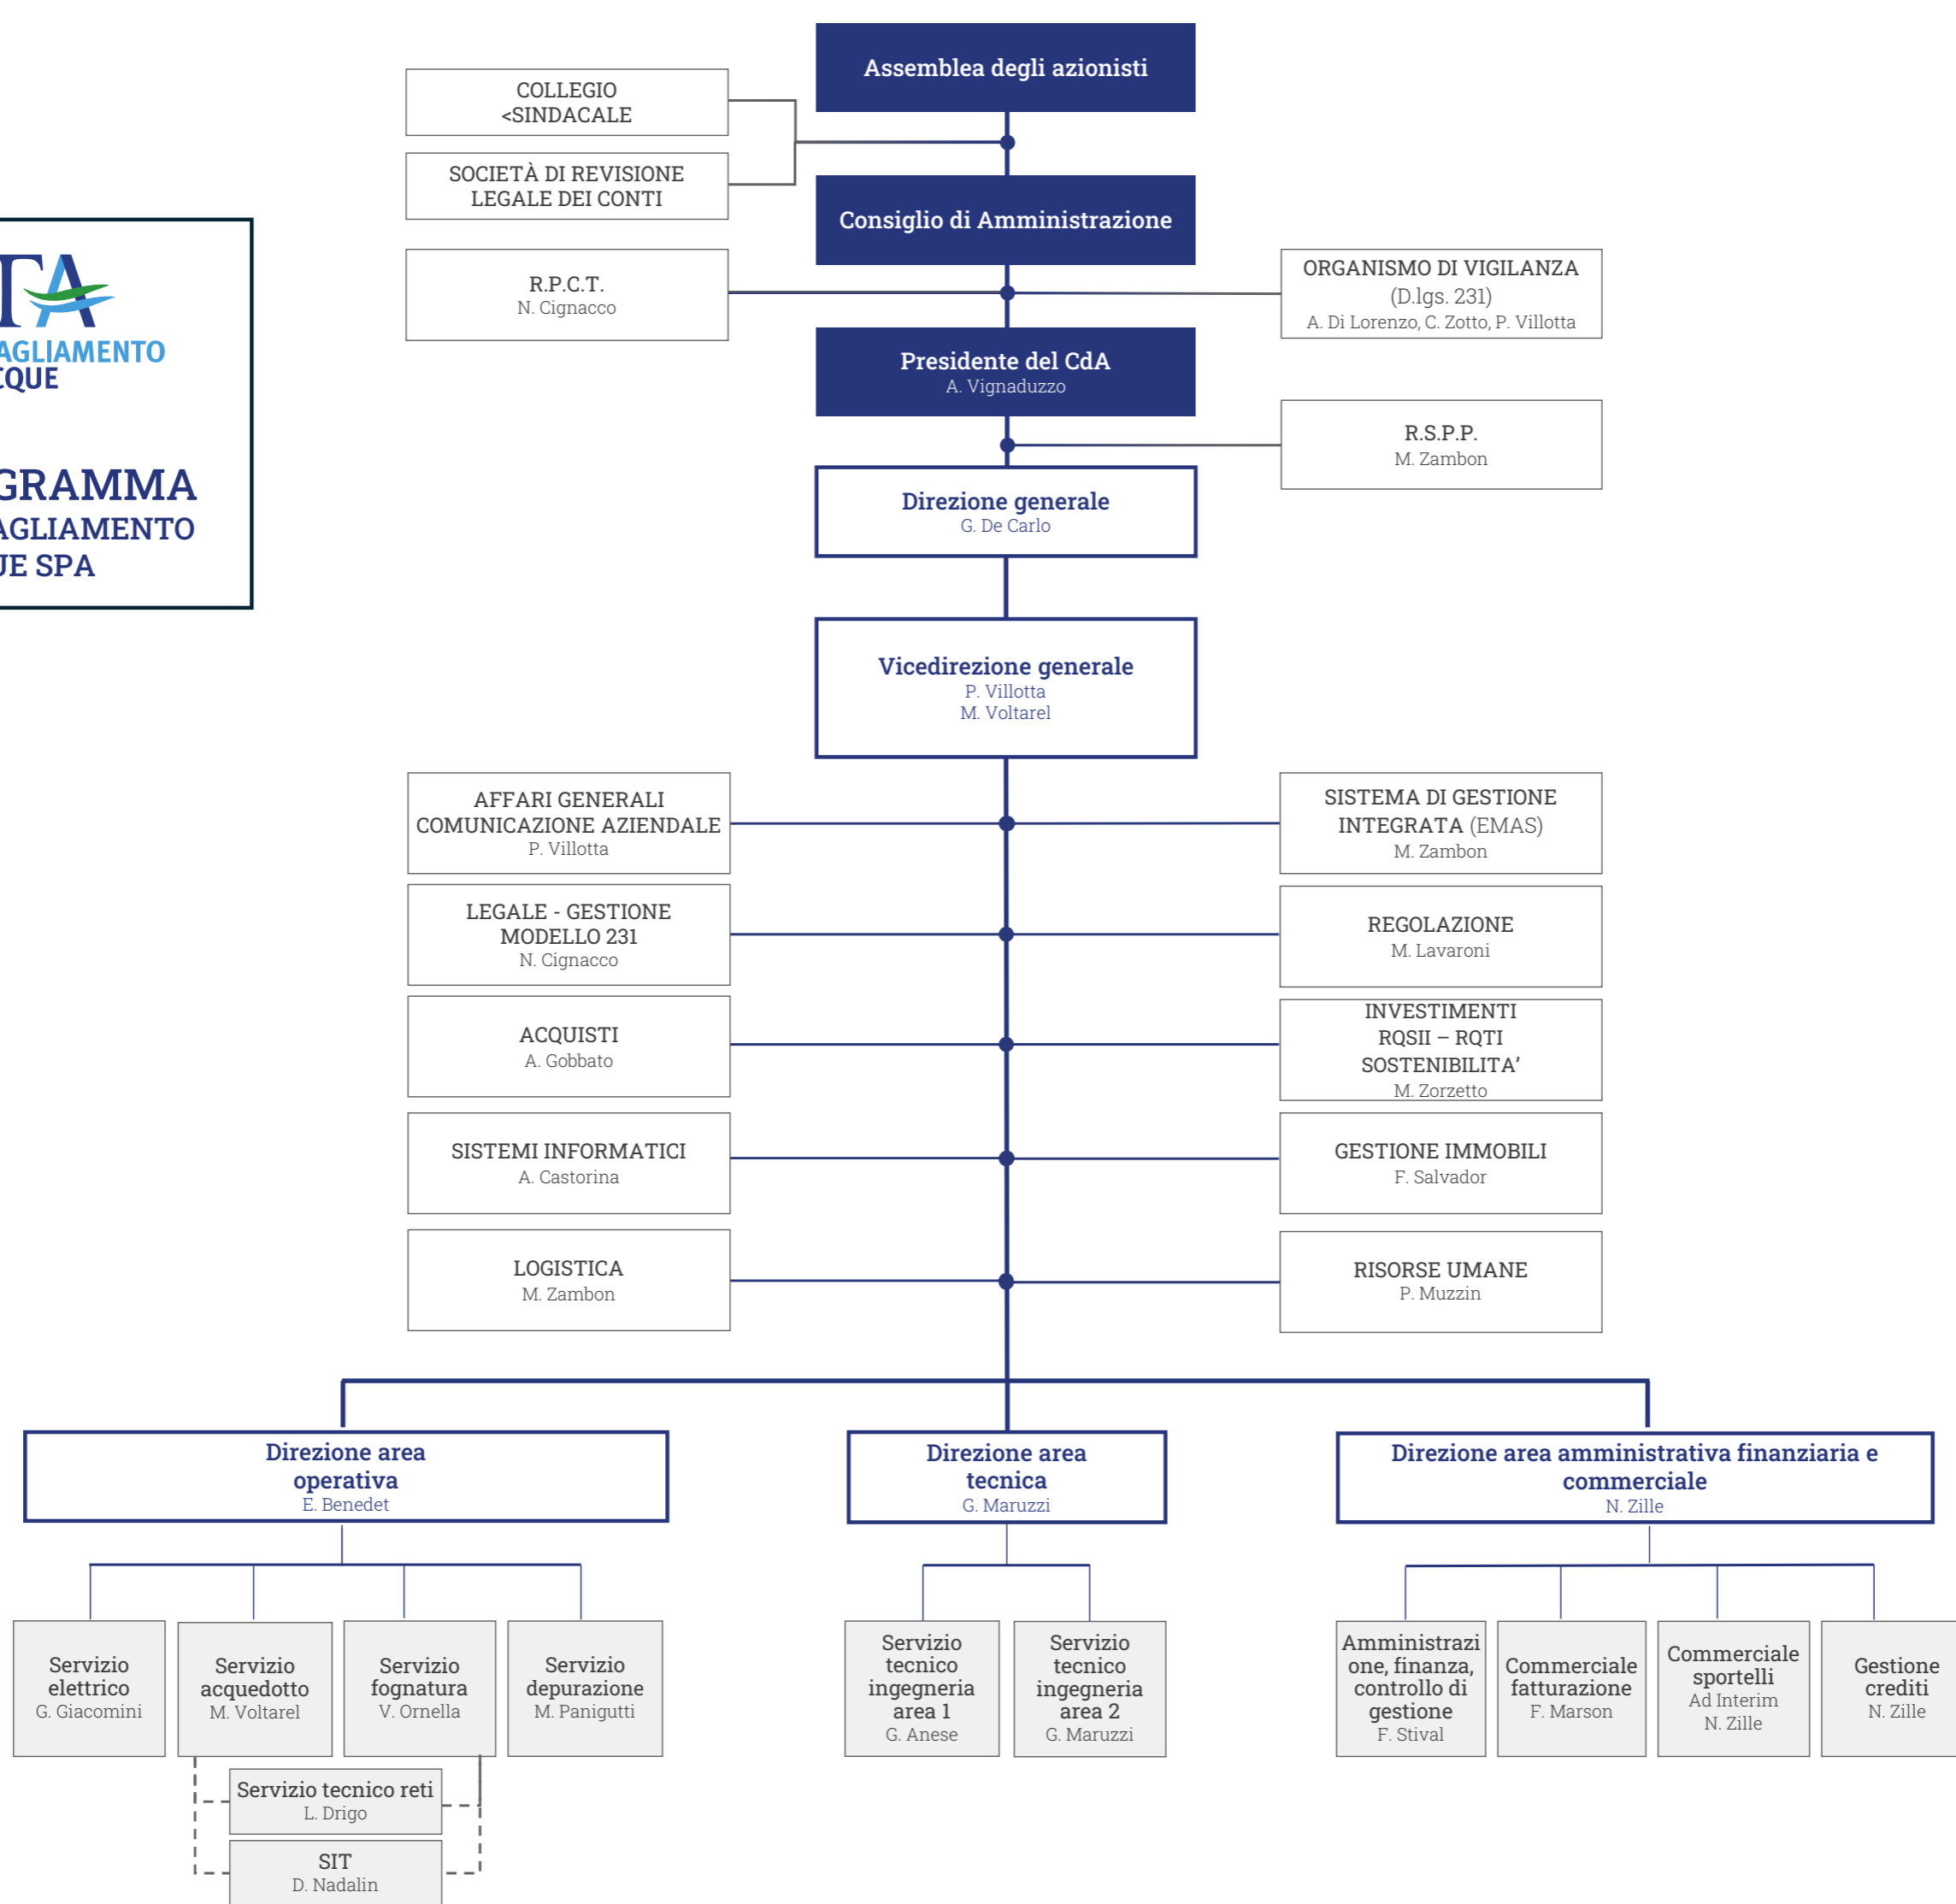 Assemblea degli azionisti
COLLEGIO
<SINDACALE
SOCIETÀ DI REVISIONE
LEGALE DEI CONTI
Consiglio di Amministrazione
R.P.C.T.
N. Cignacco
ORGANISMO DI VIGILANZA
(D.lgs. 231)
A. Di Lorenzo, C. Zotto, P. Villotta
TA
AGLIAMENTO
CQUE
GRAMMA
AGLIAMENTO
UE SPA
Presidente del CdA
A. Vignaduzzo
R.S.P.P.
M. Zambon
Direzione generale
G. De Carlo
Vicedirezione generale
P. Villotta
M. Voltarel
AFFARI GENERALI
COMUNICAZIONE AZIENDALE
P. Villotta
SISTEMA DI GESTIONE
INTEGRATA (EMAS)
M. Zambon
LEGALE - GESTIONE
MODELLO 231
N. Cignacco
REGOLAZIONE
M. Lavaroni
ACQUISTI
A. Gobbato
INVESTIMENTI
RQSII – RQTI
SOSTENIBILITA’
M. Zorzetto
SISTEMI INFORMATICI
A. Castorina
GESTIONE IMMOBILI
F. Salvador
LOGISTICA
M. Zambon
RISORSE UMANE
P. Muzzin
Direzione area
operativa
E. Benedet
Direzione area
tecnica
G. Maruzzi
Direzione area amministrativa finanziaria e
commerciale
N. Zille
Servizio
elettrico
G. Giacomini
Servizio
acquedotto
M. Voltarel
Servizio
fognatura
V. Ornella
Servizio
depurazione
M. Panigutti
Servizio
tecnico
ingegneria
area 1
G. Anese
Servizio
tecnico
ingegneria
area 2
G. Maruzzi
Amministrazi
one, finanza,
controllo di
gestione
F. Stival
Commerciale
fatturazione
F. Marson
Commerciale
sportelli
Ad Interim
N. Zille
Gestione
crediti
N. Zille
Servizio tecnico reti
L. Drigo
SIT
D. Nadalin